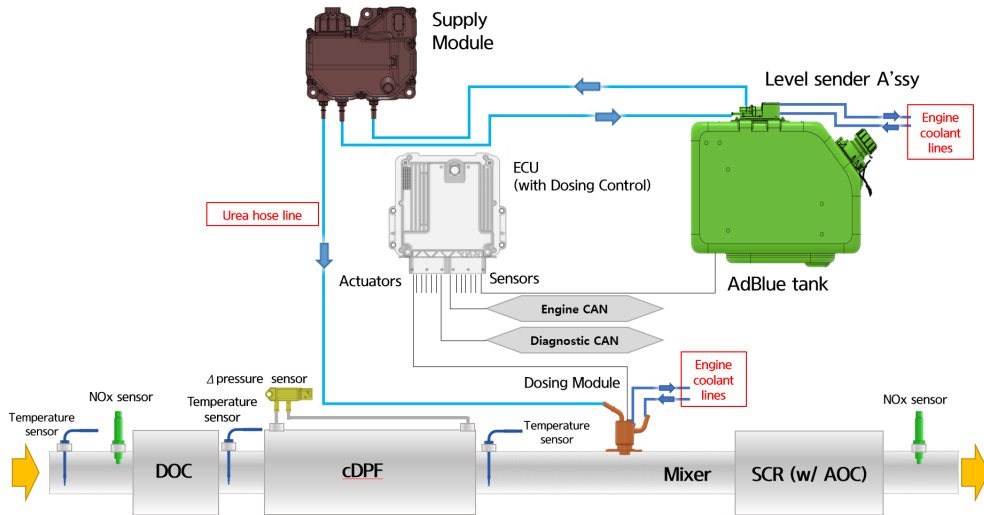 Supply
Module
Level sender A'ssy
Engine
coolant
lines
ECU
(with Dosing Control)
Urea hose line
Actuators
Sensors
AdBlue tank
Engine CAN
Diagnostic CAN
Δ pressure sensor
Dosing Module
Engine
coolant
lines
NOx sensor
Temperature
sensor
Temperature
sensor
Temperature
sensor
NOx sensor
DOC
cDPF
Mixer
SCR (w/ AOC)